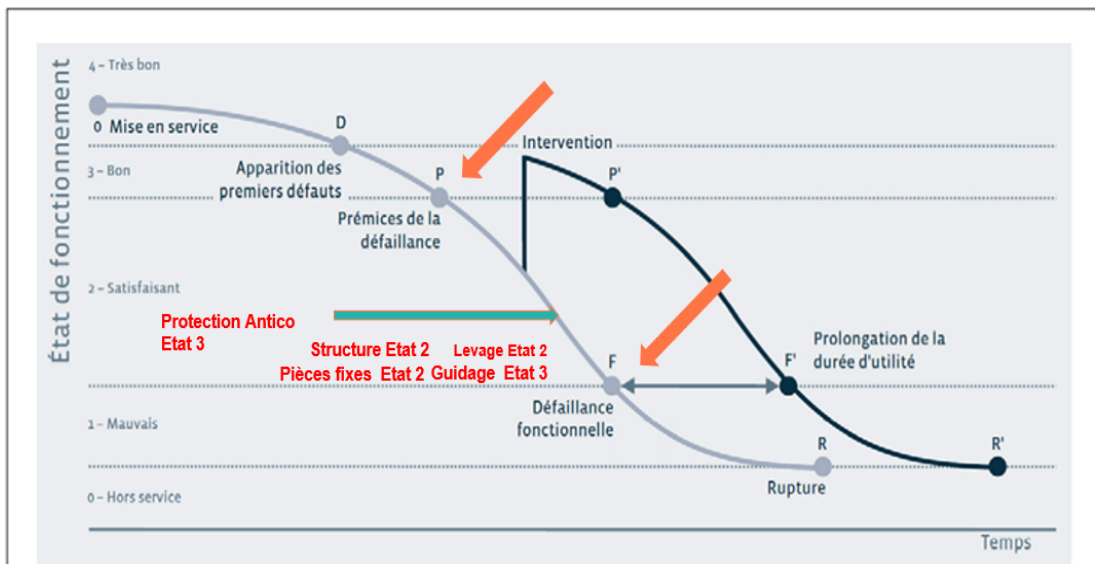 État de fonctionnement
4 – Très bon
0 Mise en service
D
Intervention
Apparition des
premiers défauts
3 – Bon
P
P'
Prémices de la
défaillance
2 – Satisfaisant
Protection Antico
Etat 3
Structure Etat 2
Levage Etat 2
Pièces fixes Etat 2
Guidage Etat 3
F
F'
Prolongation de la
durée d'utilité
Défaillance
fonctionnelle
1 – Mauvais
R
R'
Rupture
0 – Hors service
Temps